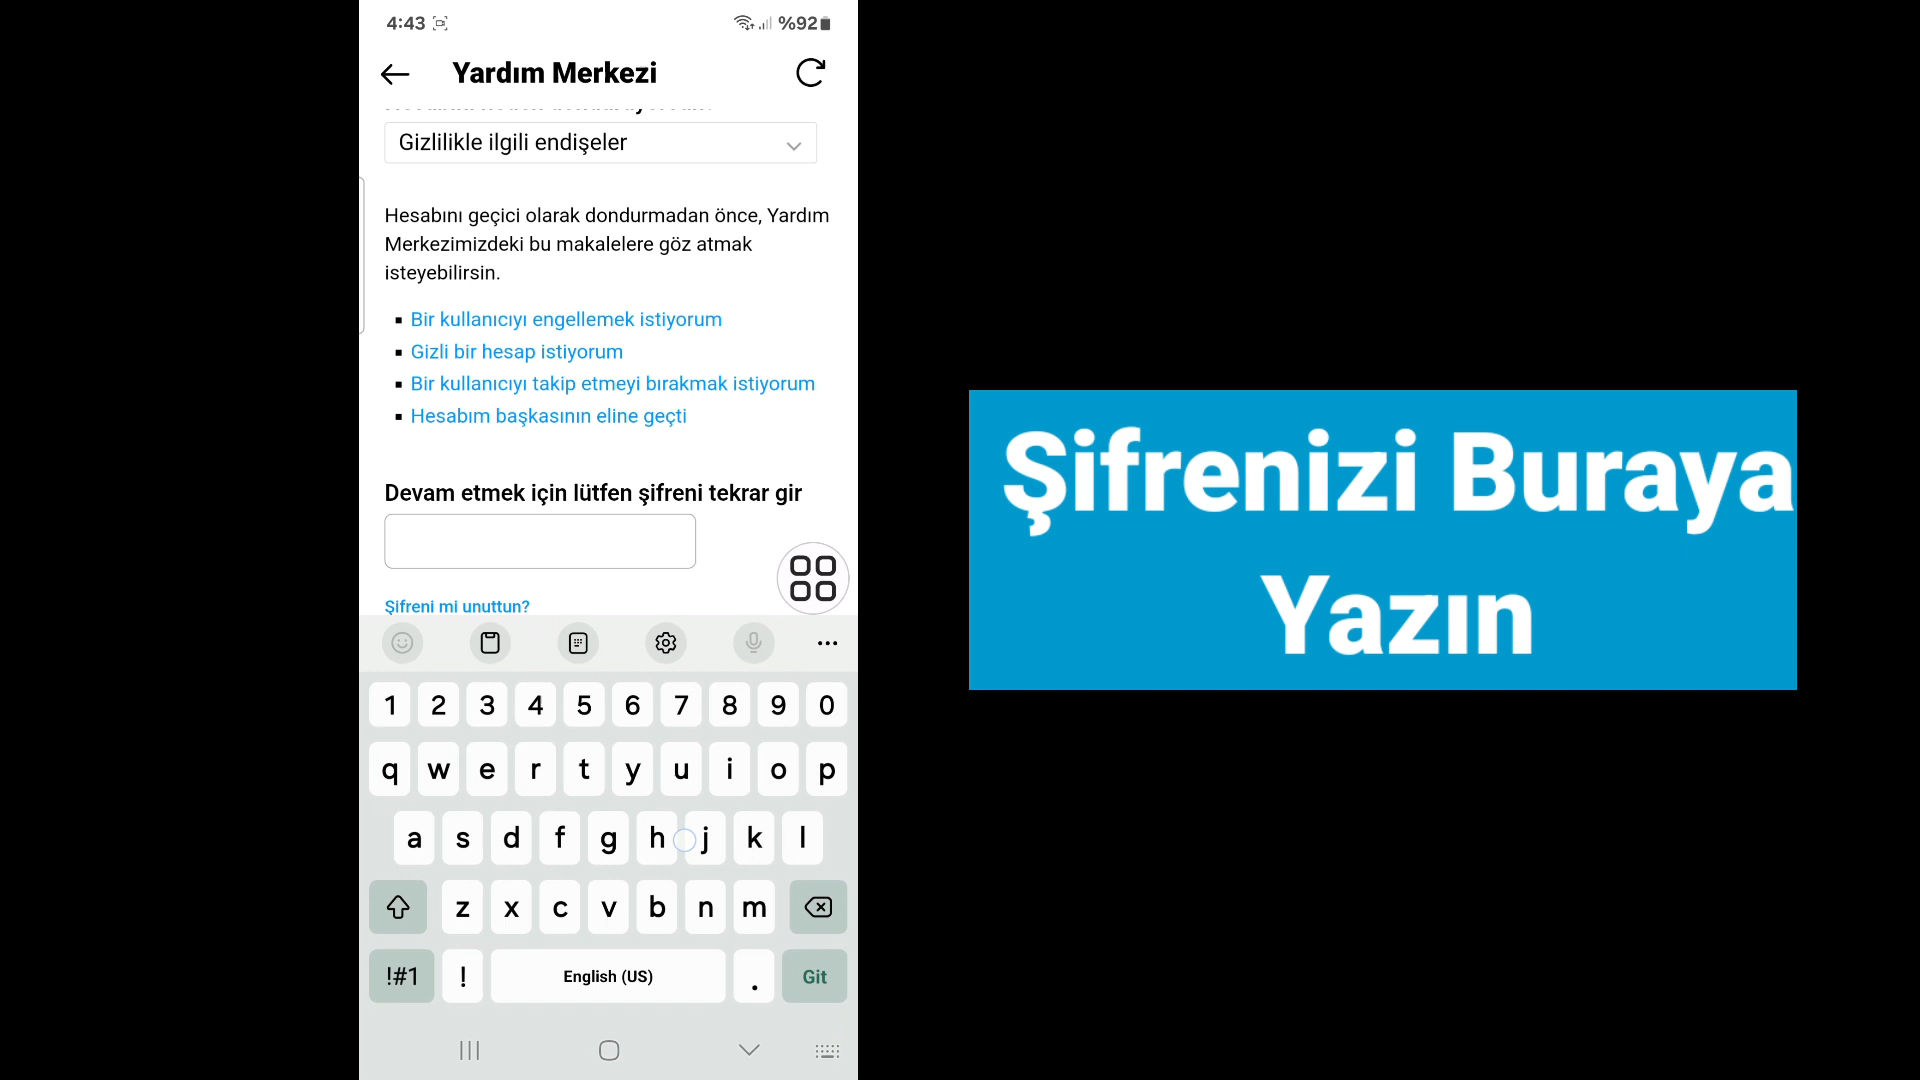 4:43
%92
Yardım Merkezi
Gizlilikle ilgili endişeler
Hesabını geçici olarak dondurmadan önce, Yardım
Merkezimizdeki bu makalelere göz atmak
isteyebilirsin.
Bir kullanıcıyı engellemek istiyorum
Gizli bir hesap istiyorum
Bir kullanıcıyı takip etmeyi bırakmak istiyorum
Hesabım başkasının eline geçti
Devam etmek için lütfen şifreni tekrar gir
Şifreni mi unuttun?
1 2 3 4 5 6 7 8 9 0
q w e r t y u i o p
a s d f g h j k l
z x c v b n m
!#1 ! English (US) . Git
Şifrenizi Buraya
Yazın